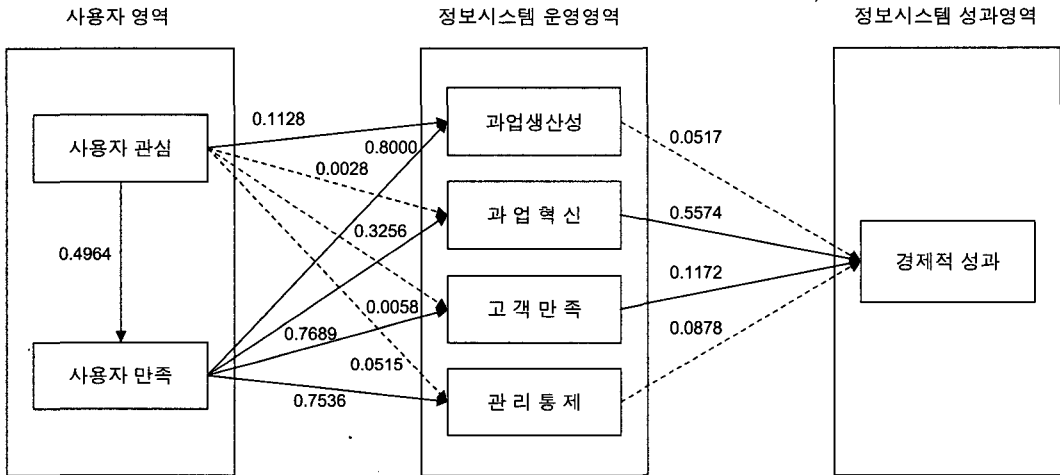 사용자 영역
정보시스템 운영영역
정보시스템 성과영역
사용자 관심
0.1128
0.8000
0.0028
과업생산성
0.0517
과 업 혁 신
0.5574
0.4964
0.3256
경제적 성과
0.1172
고 객 만 족
0.0058
0.7689
0.0878
사용자 만족
0.0515
0.7536
관 리 통 제